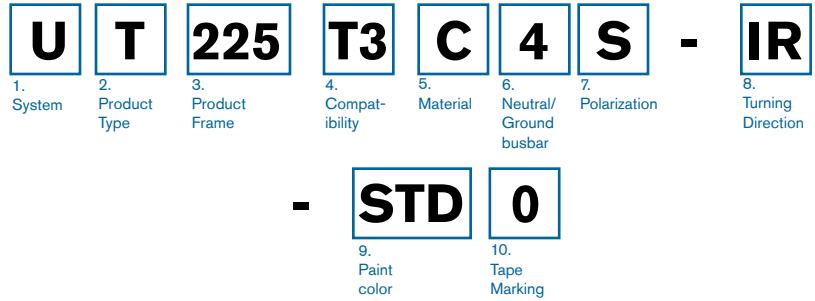 U T 225 T3 C 4 S - IR
1. 2. 3. 4. 5. 6. 7. 8.
System Product Product Compat- Material Neutral/ Polarization Turning
Type Frame ibility Ground Direction
busbar
- STD 0
9. 10.
Paint Tape
color Marking